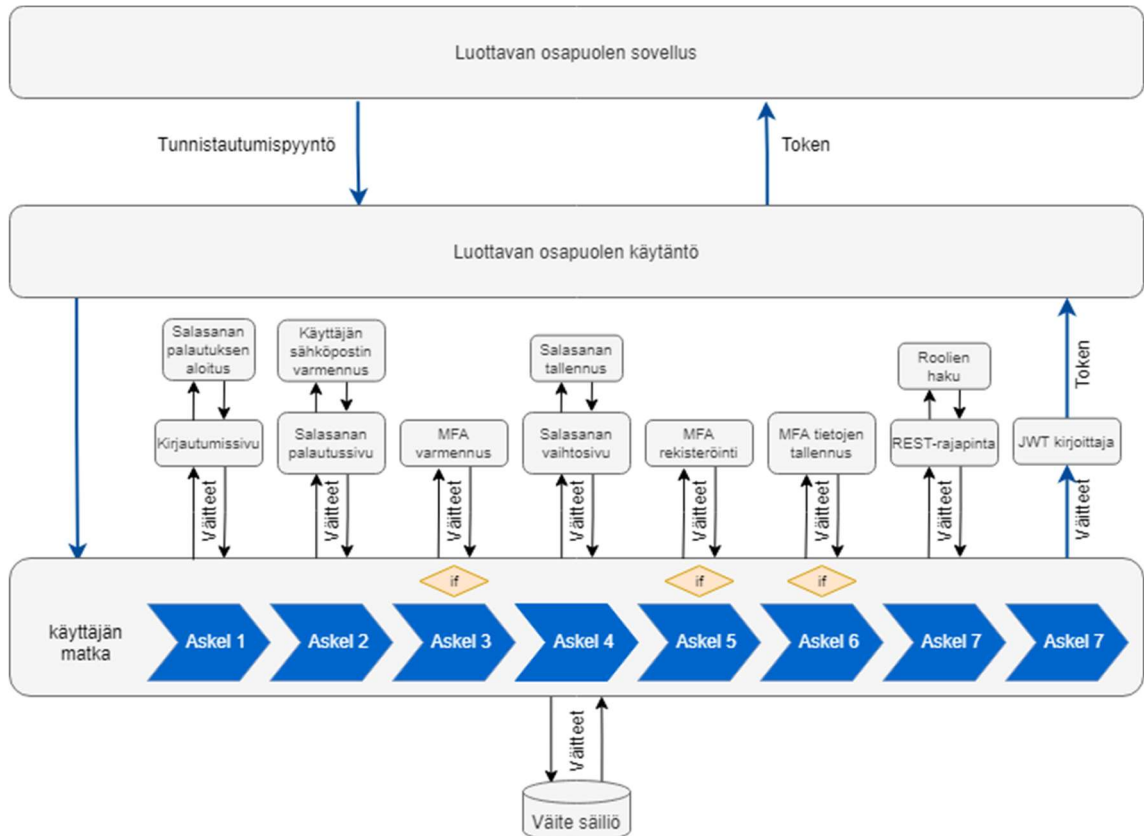 Luottavan osapuolen sovellus
Tunnistautumispyyntö
Token
Luottavan osapuolen käytäntö
Salasanan
palautuksen
aloitus
Käyttäjän
sähköpostin
varmennus
Salasanan
tallennus
Roolien
haku
Token
Kirjautumissivu
Salasanan
palautussivu
MFA
varmennus
Salasanan
vaihtosivu
MFA
rekisteröinti
MFA tietojen
tallennus
REST-rajapinta
JWT kirjoittaja
Väitteet
Väitteet
Väitteet
Väitteet
Väitteet
Väitteet
Väitteet
Väitteet
if
if
if
käyttäjän
matka
Askel 1
Askel 2
Askel 3
Askel 4
Askel 5
Askel 6
Askel 7
Askel 7
Väitteet
Väite säiliö